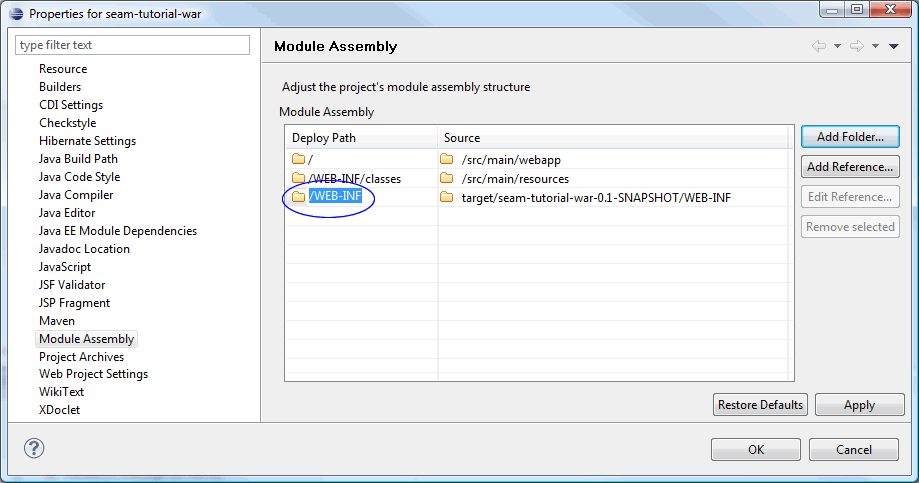 Properties for seam-tutorial-war
type filter text
Resource
Builders
CDI Settings
Checkstyle
Hibernate Settings
Java Build Path
Java Code Style
Java Compiler
Java Editor
Java EE Module Dependencies
Javadoc Location
JavaScript
JSF Validator
JSP Fragment
Maven
Module Assembly
Project Archives
Web Project Settings
WikiText
XDoclet
Module Assembly
Adjust the project's module assembly structure
Module Assembly
Deploy Path Source
/ /src/main/webapp
/WEB-INF/classes /src/main/resources
/WEB-INF target/seam-tutorial-war-0.1-SNAPSHOT/WEB-INF
Add Folder...
Add Reference...
Edit Reference...
Remove selected
Restore Defaults Apply
? OK Cancel